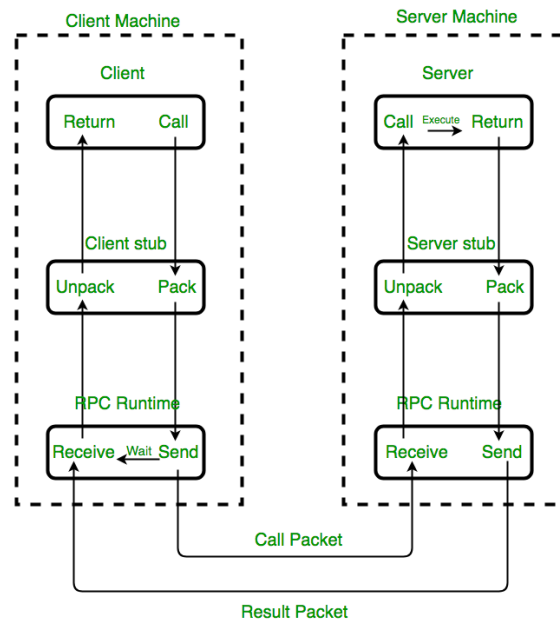 Client Machine
Server Machine
Client
Server
Return Call
Call Execute Return
Client stub
Server stub
Unpack Pack
Unpack Pack
RPC Runtime
RPC Runtime
Receive Wait Send
Receive Send
Call Packet
Result Packet